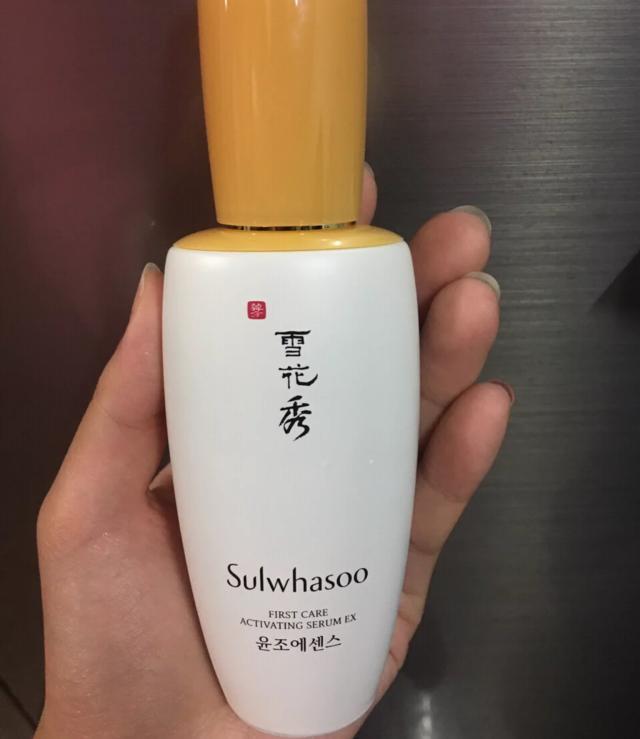 雪
花
秀
Sulwhasoo
FIRST CARE
ACTIVATING SERUM EX
윤조에센스